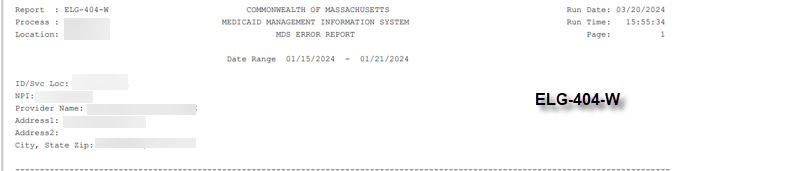 Report : ELG-404-W COMMONWEALTH OF MASSACHUSETTS Run Date: 03/20/2024
Process : MEDICAID MANAGEMENT INFORMATION SYSTEM Run Time: 15:55:34
Location: MDS ERROR REPORT Page: 1
Date Range 01/15/2024 - 01/21/2024
ID/Svc Loc:
NPI:
ELG-404-W
Provider Name:
Address1:
Address2:
City, State Zip:
--------------------------------------------------------------------------------